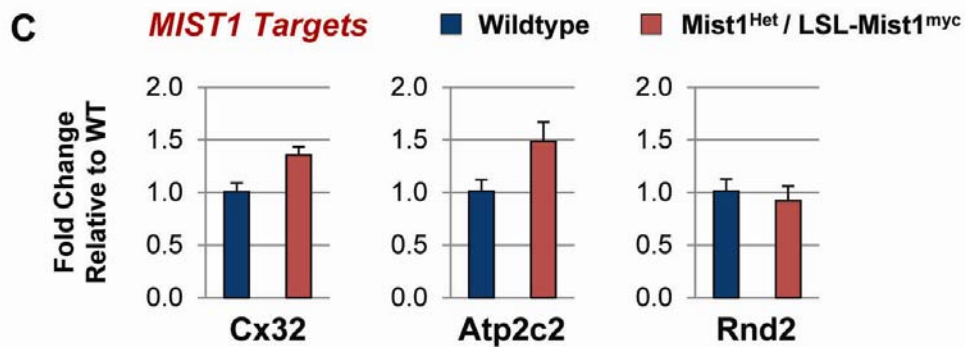 C MIST1 Targets Wildtype Mist1Het / LSL-Mist1myc
Fold Change
Relative to WT
2.0 2.0 2.0
1.5 1.5 1.5
1.0 1.0 1.0
0.5 0.5 0.5
0.0 0.0 0.0
Cx32 Atp2c2 Rnd2